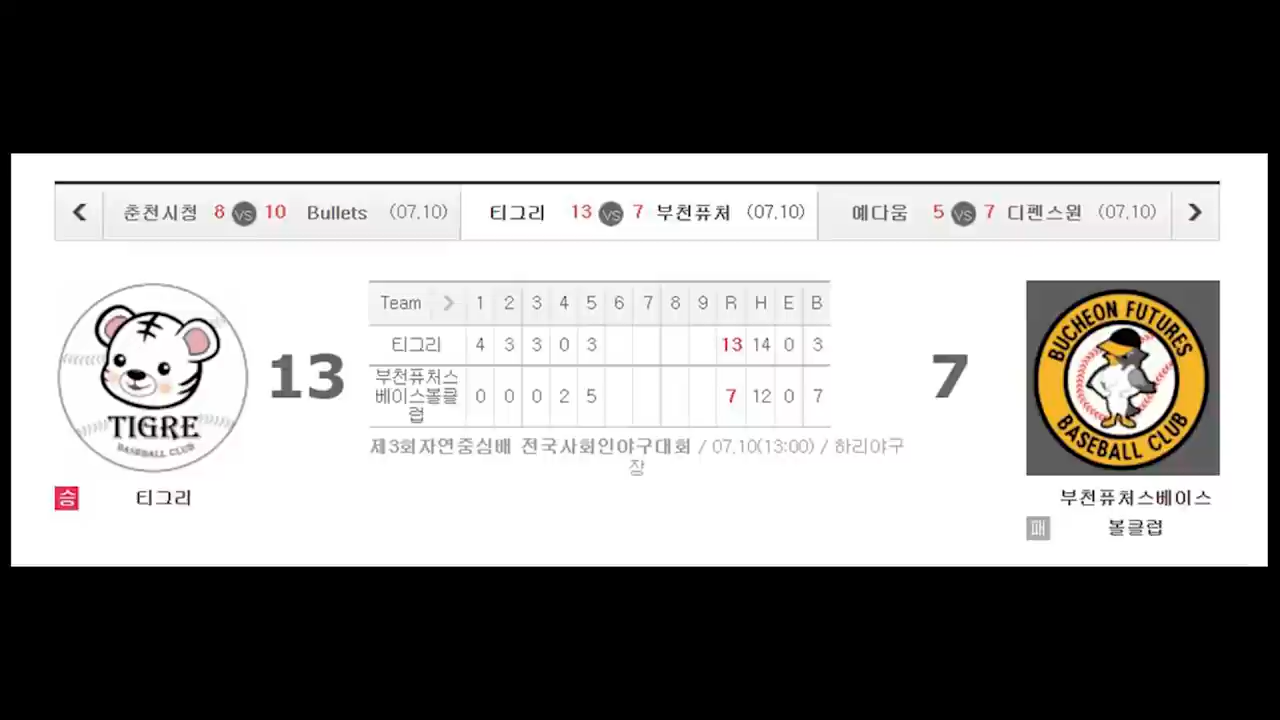 춘천시청 8 VS 10 Bullets (07.10) 티그리 13 VS 7 부천퓨처 (07.10) 예다움 5 VS 7 디펜스원 (07.10)
Team 1 2 3 4 5 6 7 8 9 R H E B
티그리 4 3 3 0 3 13 14 0 3
부천퓨처스
베이스볼클
럽
0 0 0 2 5 7 12 0 7
13
7
TIGRE
BASEBALL CLUB
BUCHEON FUTURES
BASEBALL CLUB
제3회자연중심배 전국사회인야구대회 / 07.10(13:00) / 하리야구
장
승 티그리
부천퓨처스베이스
패 볼클럽